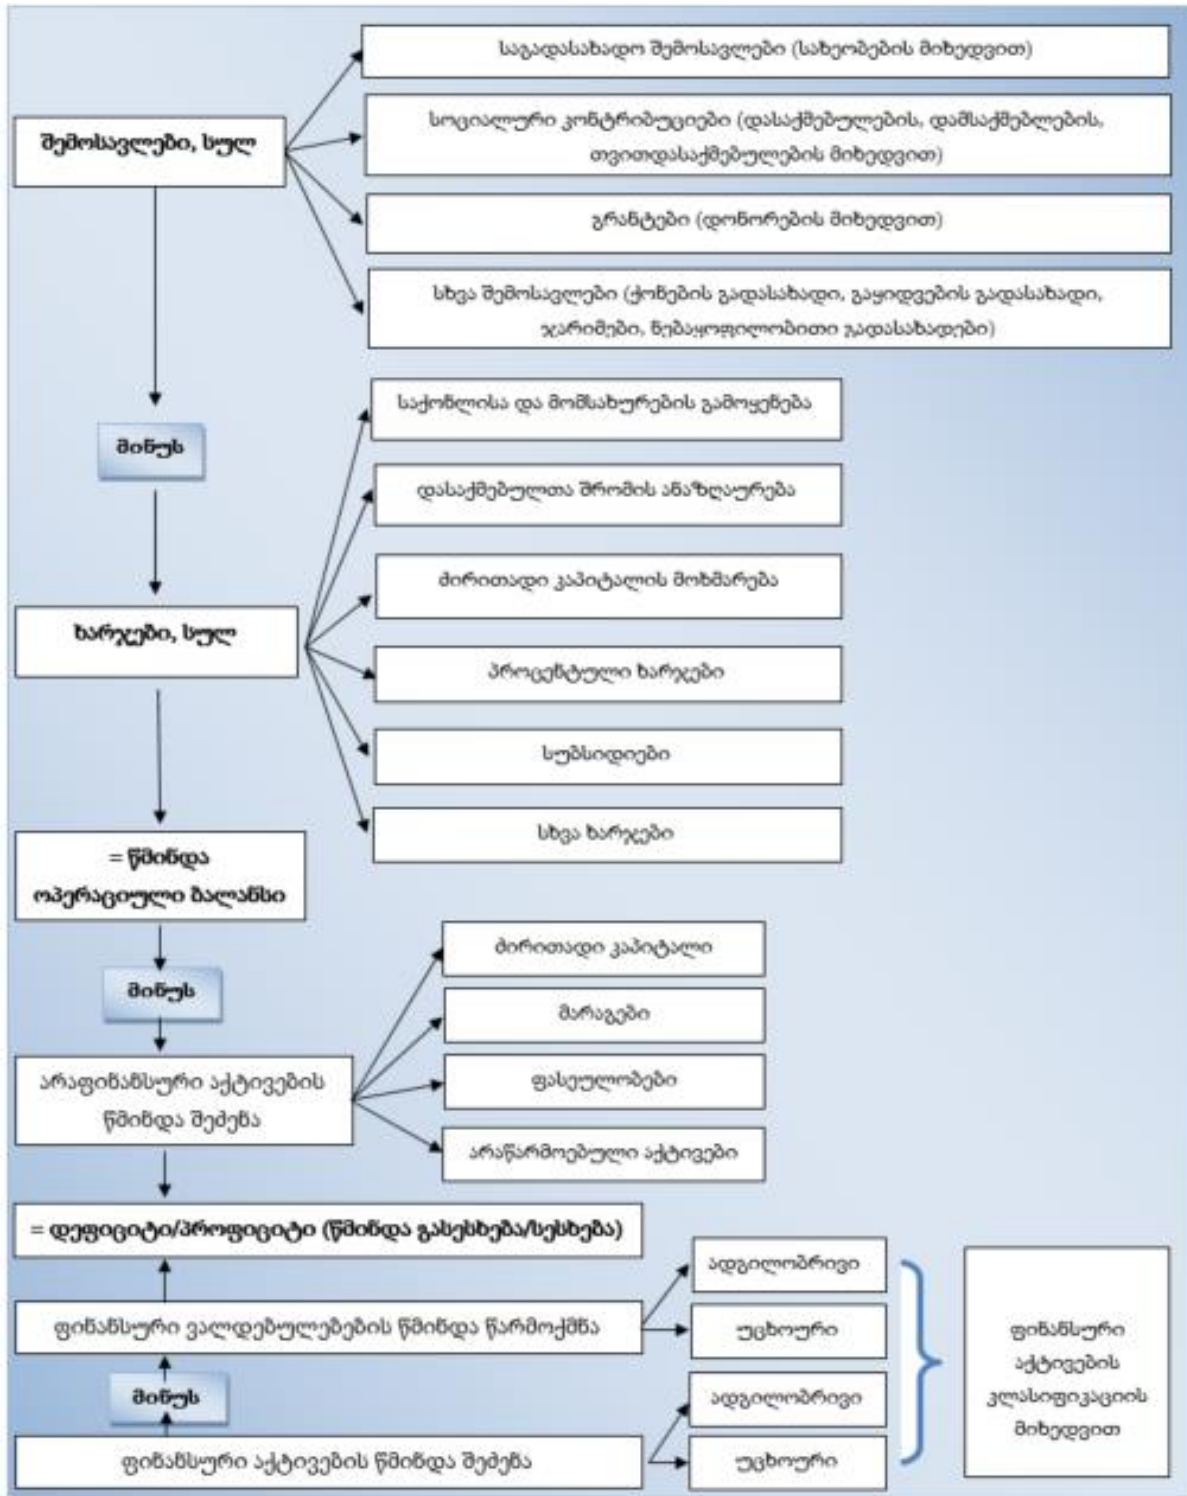 საგადასახადო შემოსავლები (სახეობების მიხედვით)
შემოსავლები, სულ
სოციალური კონტრიბუციები (დასაქმებულების, დამსაქმებლების,
თვითდასაქმებულების მიხედვით)
გრანტები (დონორების მიხედვით)
სხვა შემოსავლები (ქონების გადასახადი, გაყიდვების გადასახადი,
ჯარიმები, ნებაყოფილობითი გადასახადები)
მინუს
საქონლისა და მომსახურების გამოყენება
დასაქმებულთა შრომის ანაზღაურება
ძირითადი კაპიტალის მოხმარება
ხარჯები, სულ
პროცენტული ხარჯები
სუბსიდიები
სხვა ხარჯები
= წმინდა
ოპერაციული ბალანსი
მინუს
ძირითადი კაპიტალი
მარაგები
არაფინანსური აქტივების
წმინდა შეძენა
ფასეულობები
არაწარმოებული აქტივები
= დეფიციტი/პროფიციტი (წმინდა გასესხება/სესხება)
ფინანსური ვალდებულებების წმინდა წარმოქმნა
ადგილობრივი
უცხოური
მინუს
ფინანსური აქტივების წმინდა შეძენა
ადგილობრივი
უცხოური
ფინანსური
აქტივების
კლასიფიკაციის
მიხედვით